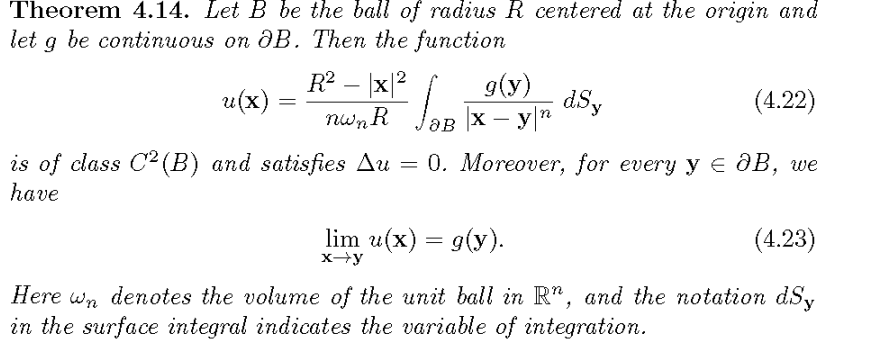 Theorem 4.14. Let B be the ball of radius R centered at the origin and
let g be continuous on ∂B. Then the function
u(x) = \frac{R² − |x|²}{nω_n R} ∫_{∂B} \frac{g(y)}{|x − y|^n} dS_y (4.22)
is of class C²(B) and satisfies Δu = 0. Moreover, for every y ∈ ∂B, we
have
lim_{x→y} u(x) = g(y). (4.23)
Here ω_n denotes the volume of the unit ball in ℝ^n, and the notation dS_y
in the surface integral indicates the variable of integration.